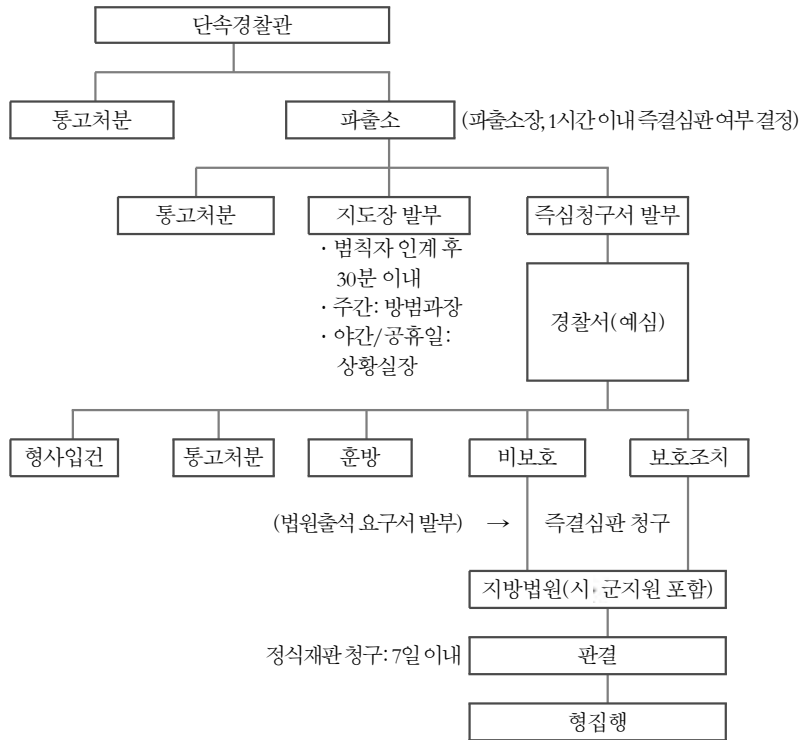 단속경찰관
통고처분
파출소
(파출소장, 1시간 이내 즉결심판 여부 결정)
통고처분
지도장 발부
즉심청구서 발부
· 범칙자 인계 후
30분 이내
· 주간: 방범과장
· 야간/공휴일:
상황실장
경찰서(예심)
형사입건
통고처분
훈방
비보호
보호조치
(법원출석 요구서 발부) → 즉결심판 청구
지방법원(시·군지원 포함)
정식재판 청구: 7일 이내
판결
형집행